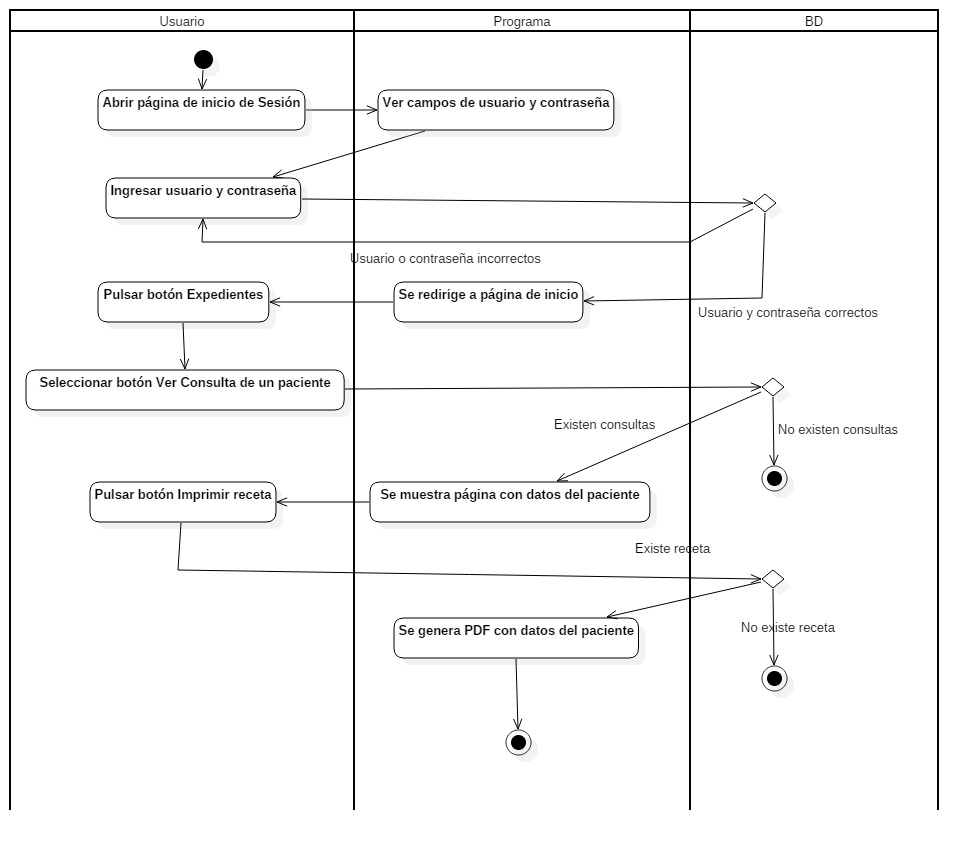 Usuario
Programa
BD
Abrir página de inicio de Sesión
Ver campos de usuario y contraseña
Ingresar usuario y contraseña
Usuario o contraseña incorrectos
Pulsar botón Expedientes
Se redirige a página de inicio
Usuario y contraseña correctos
Seleccionar botón Ver Consulta de un paciente
Existen consultas
No existen consultas
Pulsar botón Imprimir receta
Se muestra página con datos del paciente
Existe receta
No existe receta
Se genera PDF con datos del paciente